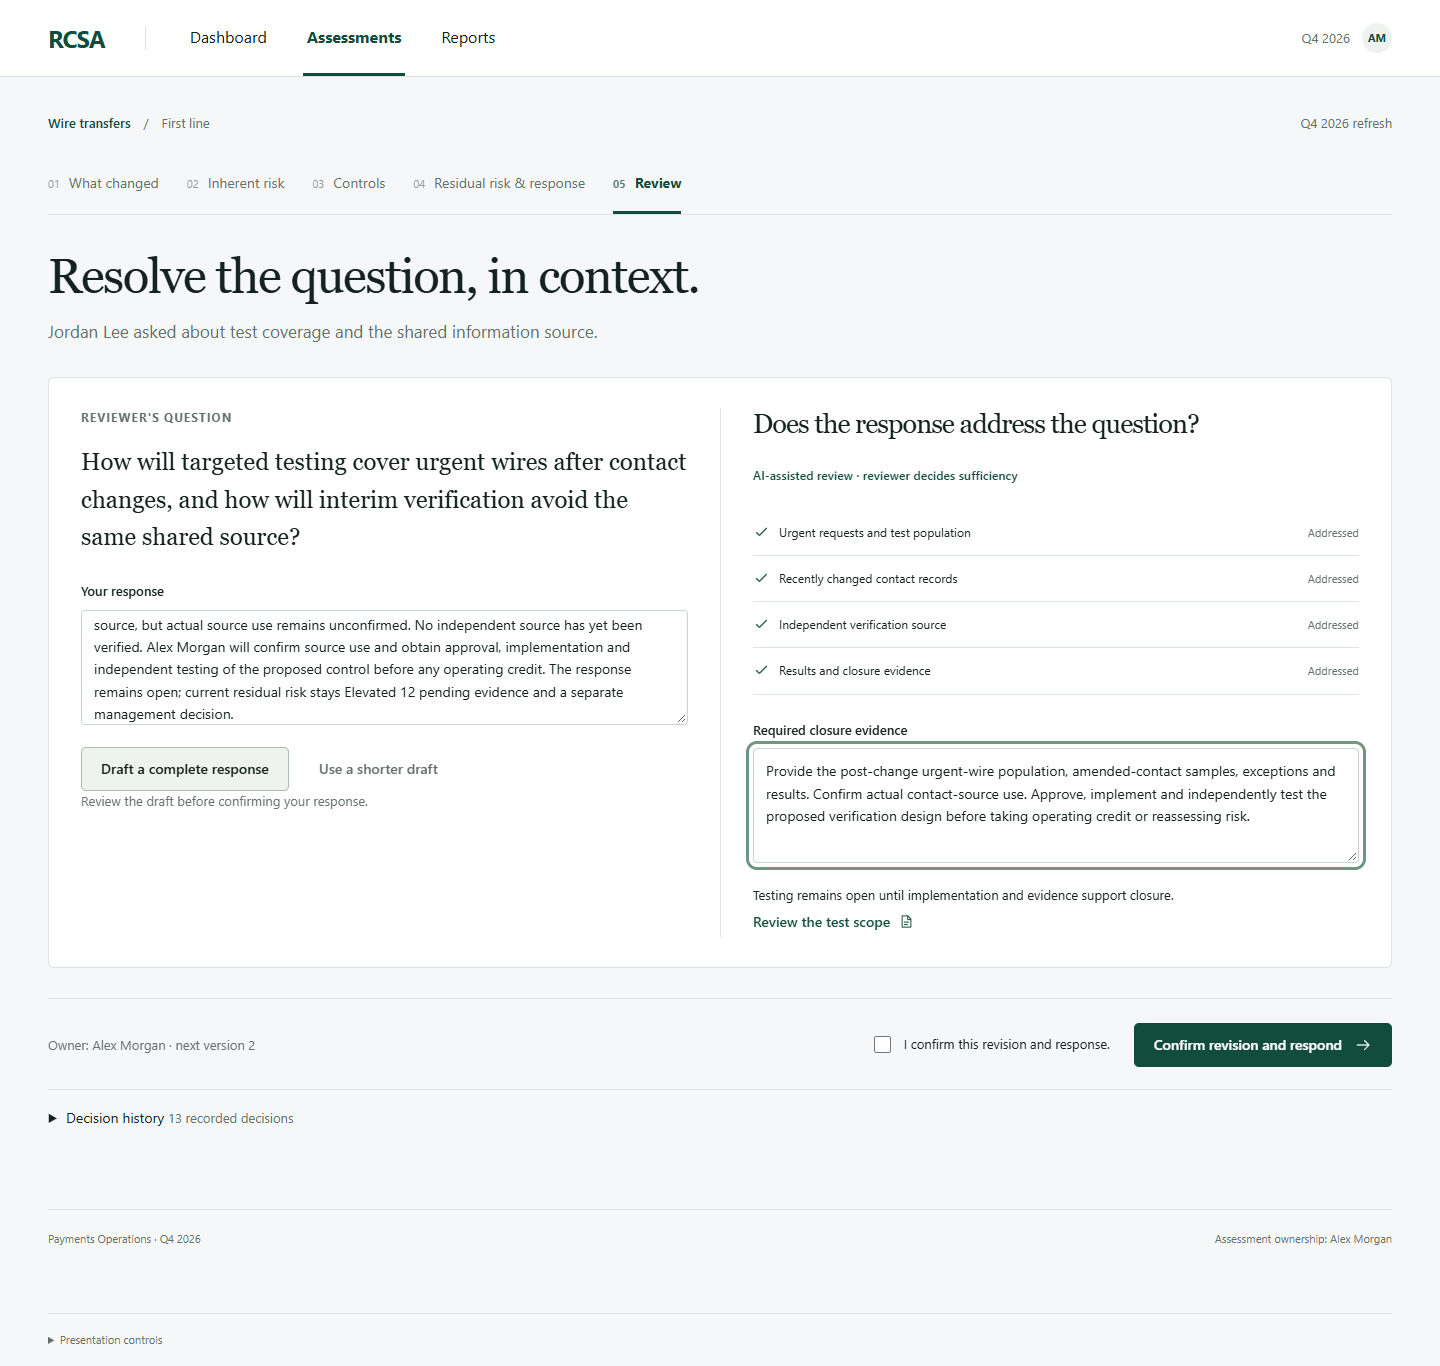 RCSA
Dashboard
Assessments
Reports
Q4 2026
AM
Wire transfers / First line
Q4 2026 refresh
01 What changed
02 Inherent risk
03 Controls
04 Residual risk & response
05 Review
Resolve the question, in context.
Jordan Lee asked about test coverage and the shared information source.
REVIEWER'S QUESTION
How will targeted testing cover urgent wires after contact
changes, and how will interim verification avoid the
same shared source?
Your response
source, but actual source use remains unconfirmed. No independent source has yet been
verified. Alex Morgan will confirm source use and obtain approval, implementation and
independent testing of the proposed control before any operating credit. The response
remains open; current residual risk stays Elevated 12 pending evidence and a separate
management decision.
Draft a complete response
Use a shorter draft
Review the draft before confirming your response.
Does the response address the question?
AI-assisted review · reviewer decides sufficiency
Urgent requests and test population Addressed
Recently changed contact records Addressed
Independent verification source Addressed
Results and closure evidence Addressed
Required closure evidence
Provide the post-change urgent-wire population, amended-contact samples, exceptions and
results. Confirm actual contact-source use. Approve, implement and independently test the
proposed verification design before taking operating credit or reassessing risk.
Testing remains open until implementation and evidence support closure.
Review the test scope
Owner: Alex Morgan · next version 2
I confirm this revision and response.
Confirm revision and respond →
Decision history 13 recorded decisions
Payments Operations · Q4 2026
Assessment ownership: Alex Morgan
Presentation controls